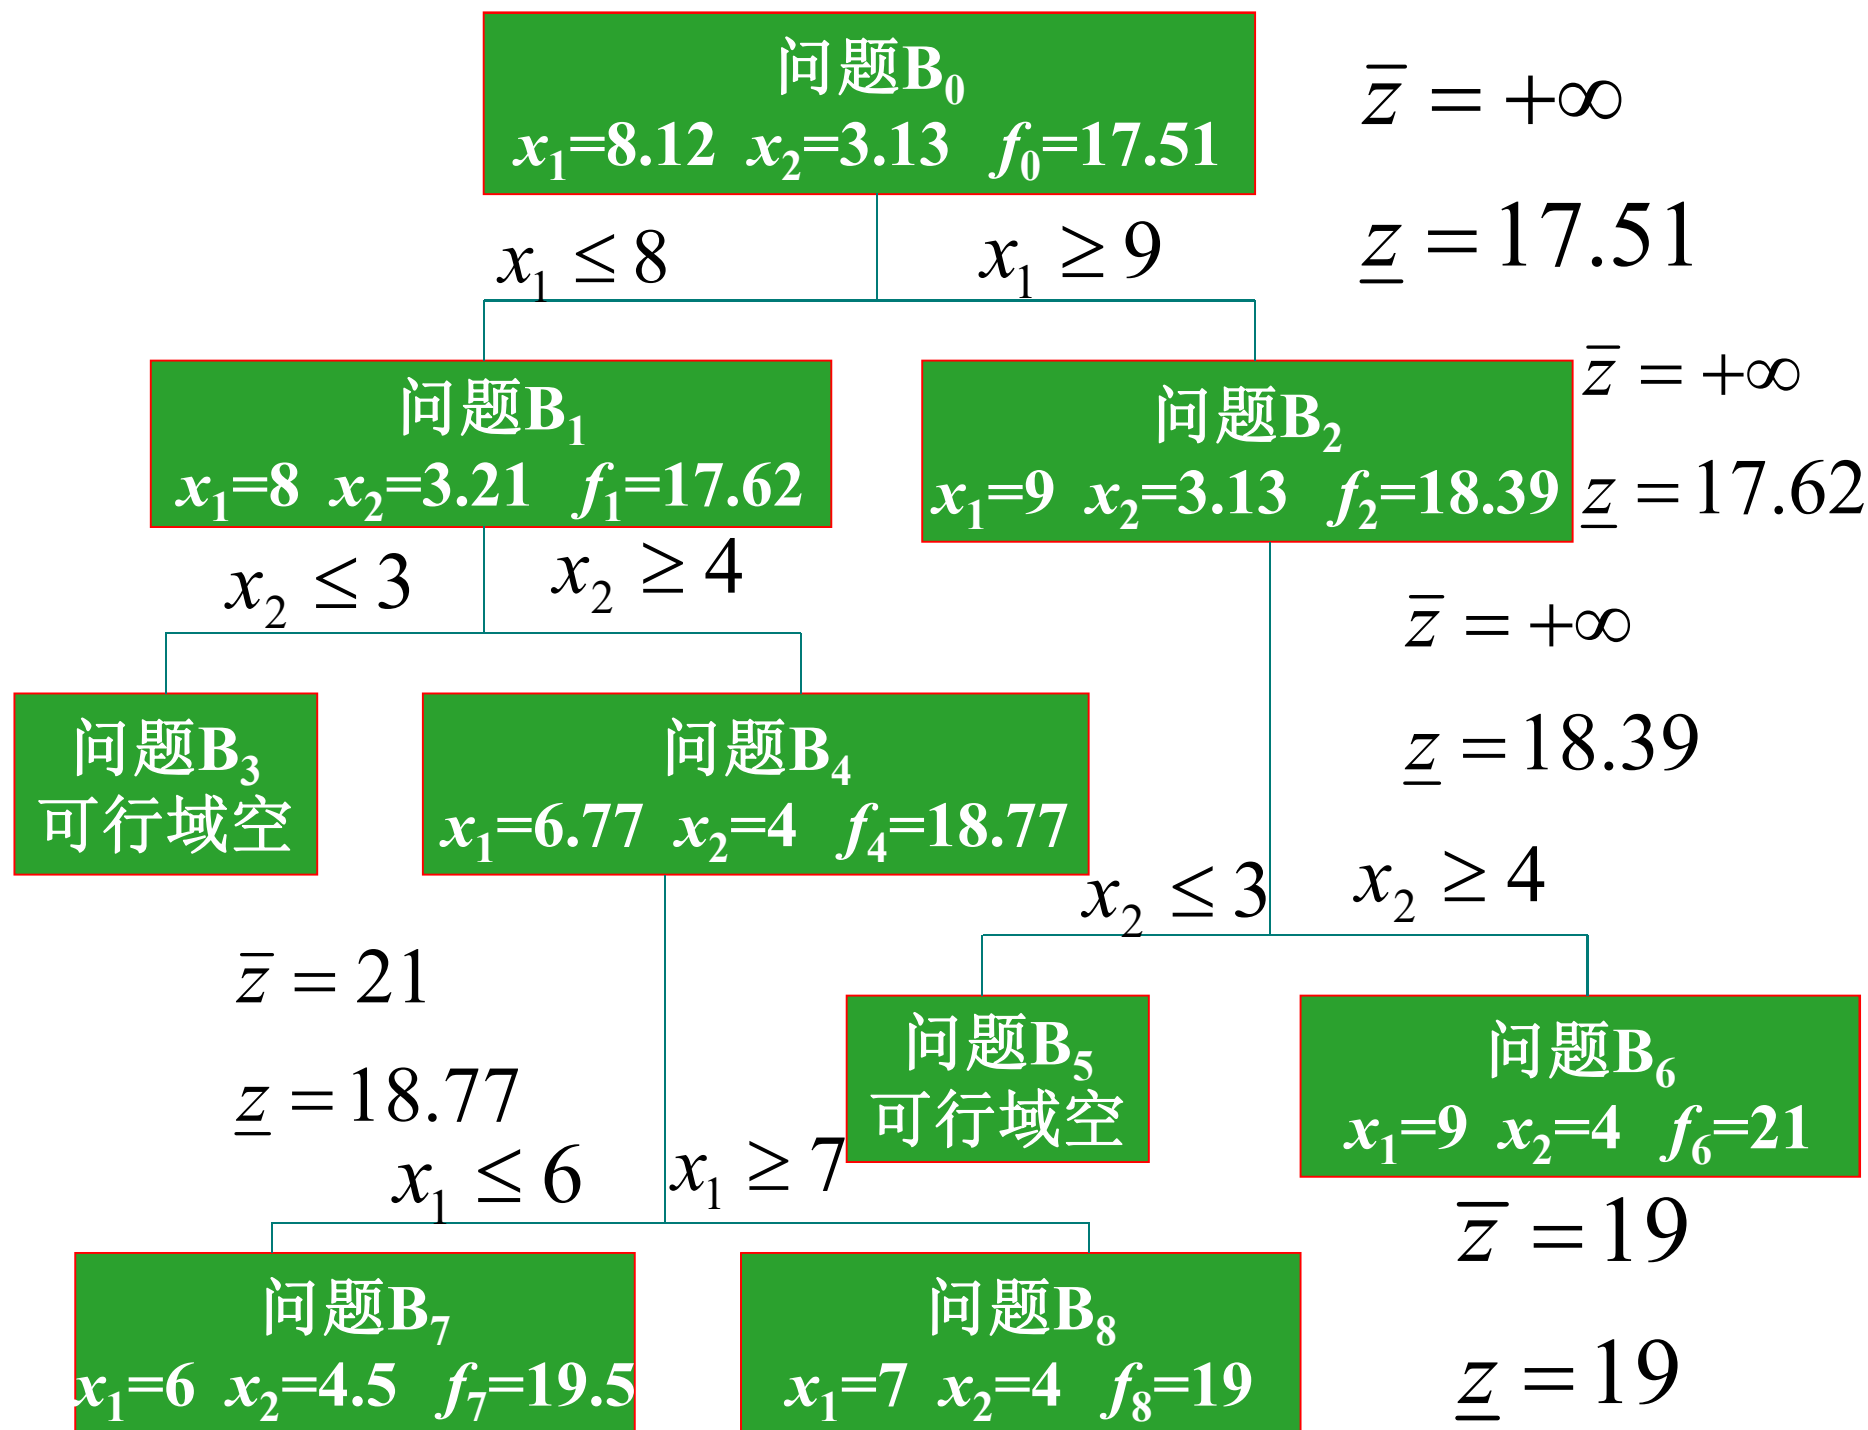 问题B₀
x₁=8.12 x₂=3.13 f₀=17.51
z̅ = +∞
z̲ = 17.51
x₁ ≤ 8
x₁ ≥ 9
问题B₁
x₁=8 x₂=3.21 f₁=17.62
问题B₂
x₁=9 x₂=3.13 f₂=18.39
z̅ = +∞
z̲ = 17.62
x₂ ≤ 3
x₂ ≥ 4
z̅ = +∞
z̲ = 18.39
问题B₃
可行域空
问题B₄
x₁=6.77 x₂=4 f₄=18.77
x₂ ≤ 3
x₂ ≥ 4
z̅ = 21
z̲ = 18.77
问题B₅
可行域空
问题B₆
x₁=9 x₂=4 f₆=21
x₁ ≤ 6
x₁ ≥ 7
z̅ = 19
z̲ = 19
问题B₇
x₁=6 x₂=4.5 f₇=19.5
问题B₈
x₁=7 x₂=4 f₈=19